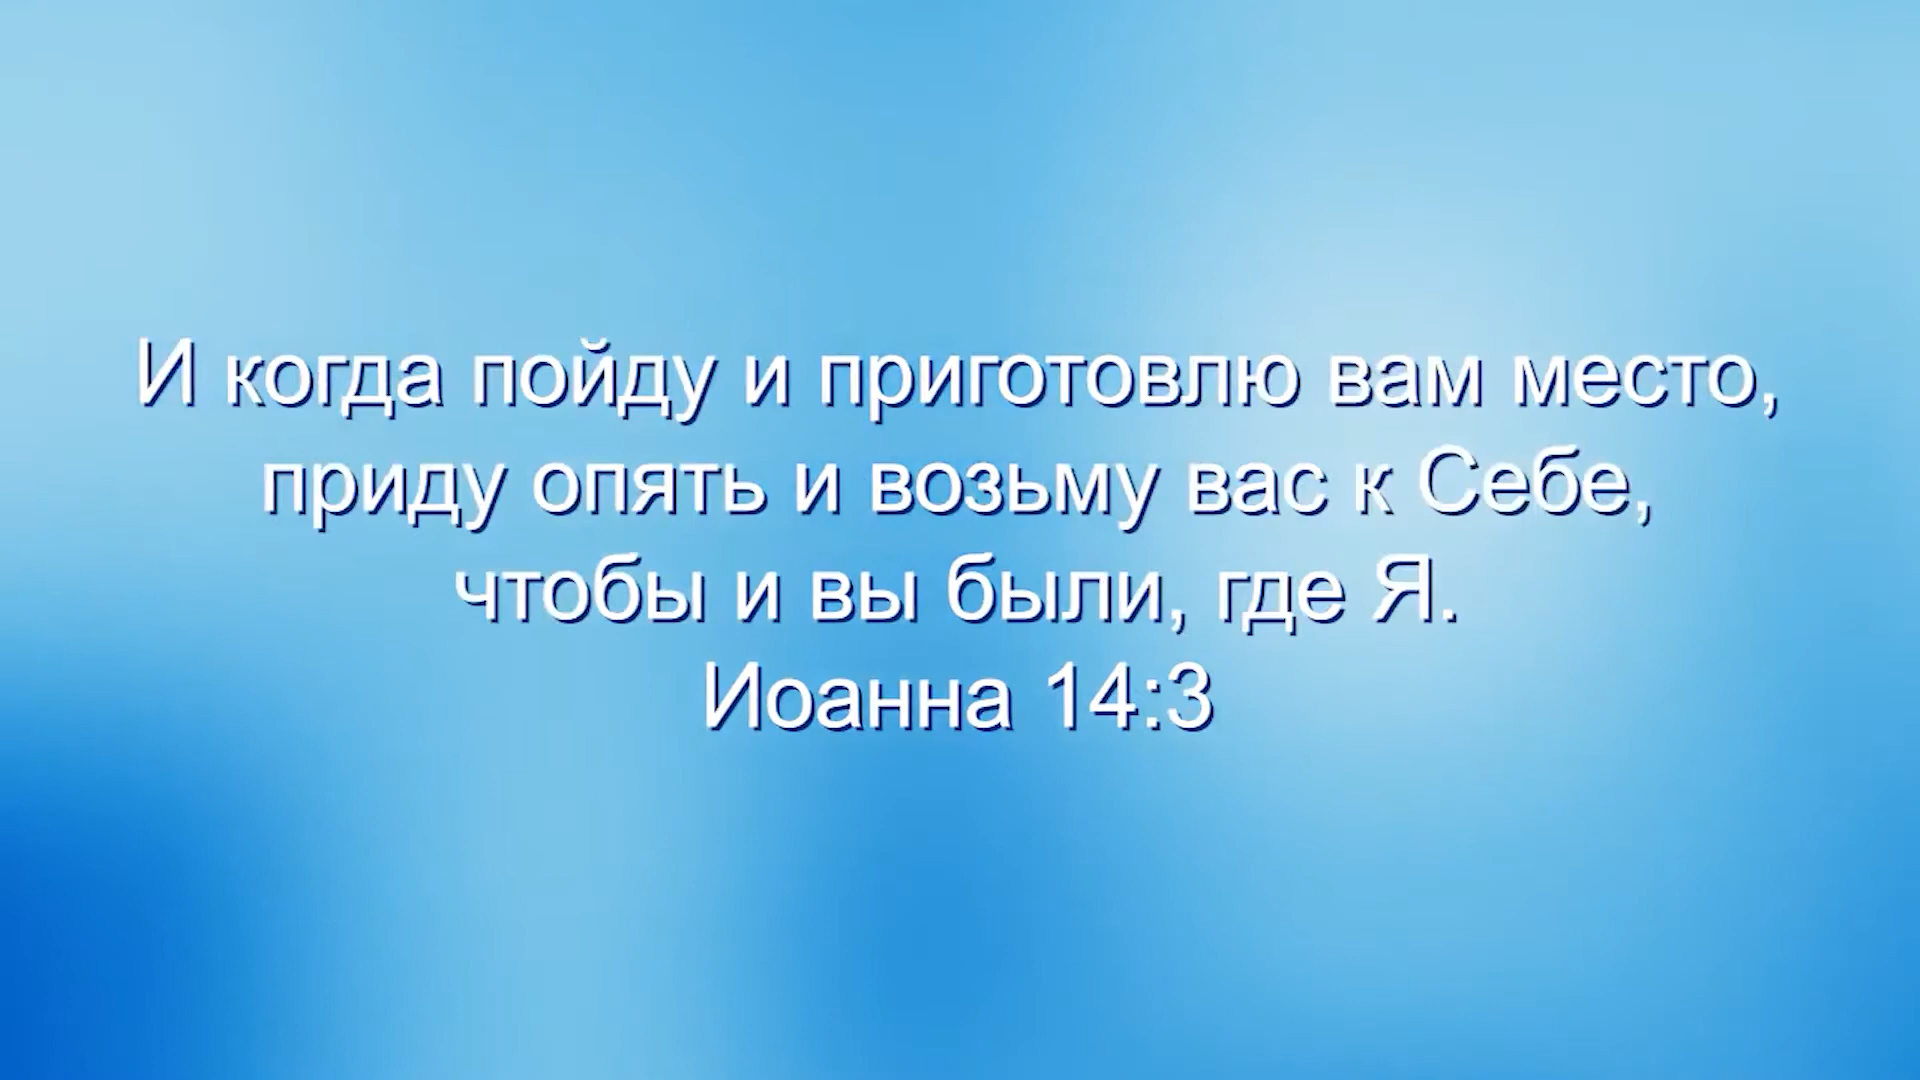 И когда пойду и приготовлю вам место,
приду опять и возьму вас к Себе,
чтобы и вы были, где Я.
Иоанна 14:3